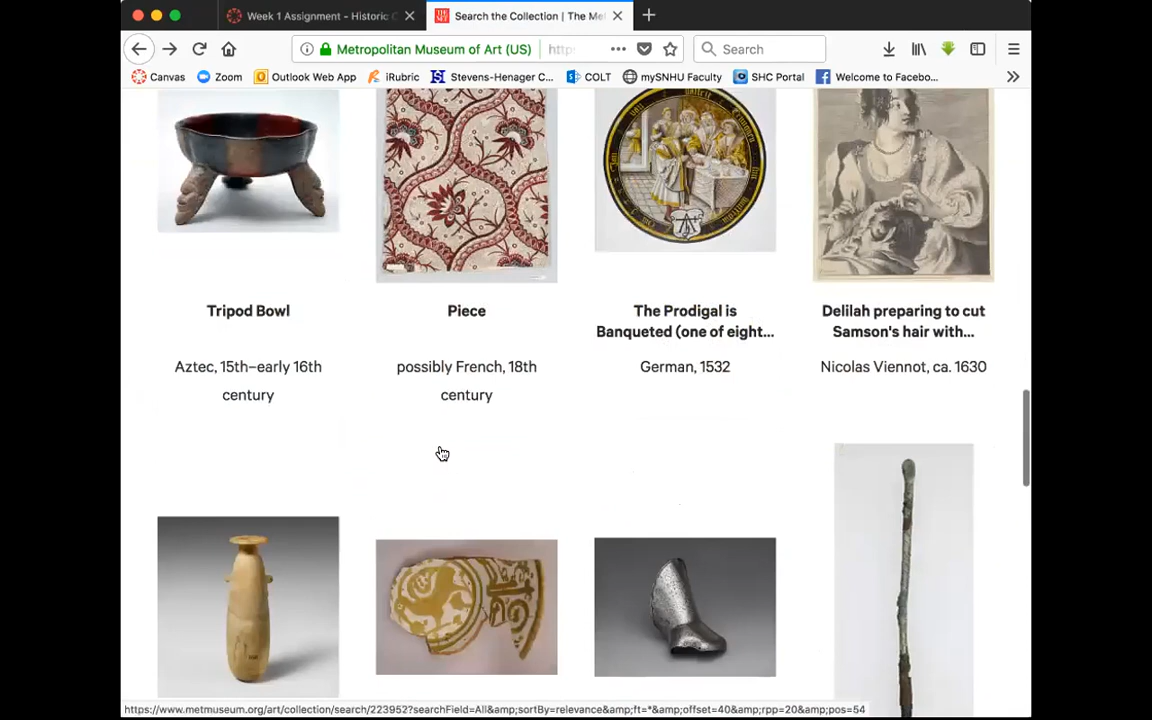 Week 1 Assignment - Historic C
Search the Collection | The Me
Metropolitan Museum of Art (US)
http
Search
Canvas
Zoom
Outlook Web App
iRubric
Stevens-Henager C...
COLT
mySNHU Faculty
SHC Portal
Welcome to Facebo...
Tripod Bowl
Aztec, 15th–early 16th
century
Piece
possibly French, 18th
century
The Prodigal is
Banqueted (one of eight...
German, 1532
Delilah preparing to cut
Samson's hair with...
Nicolas Viennot, ca. 1630
https://www.metmuseum.org/art/collection/search/223952?searchField=All&amp;sortBy=relevance&amp;ft=*&amp;offset=40&amp;rpp=20&amp;pos=54